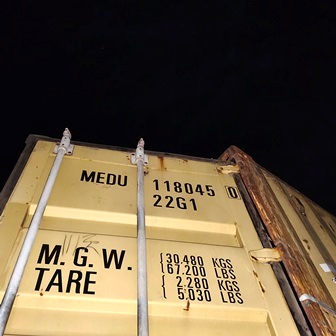 MEDU 118045 0
22G1
M.G.W. 30,480 KGS
67,200 LBS
TARE 2,280 KGS
5,030 LBS